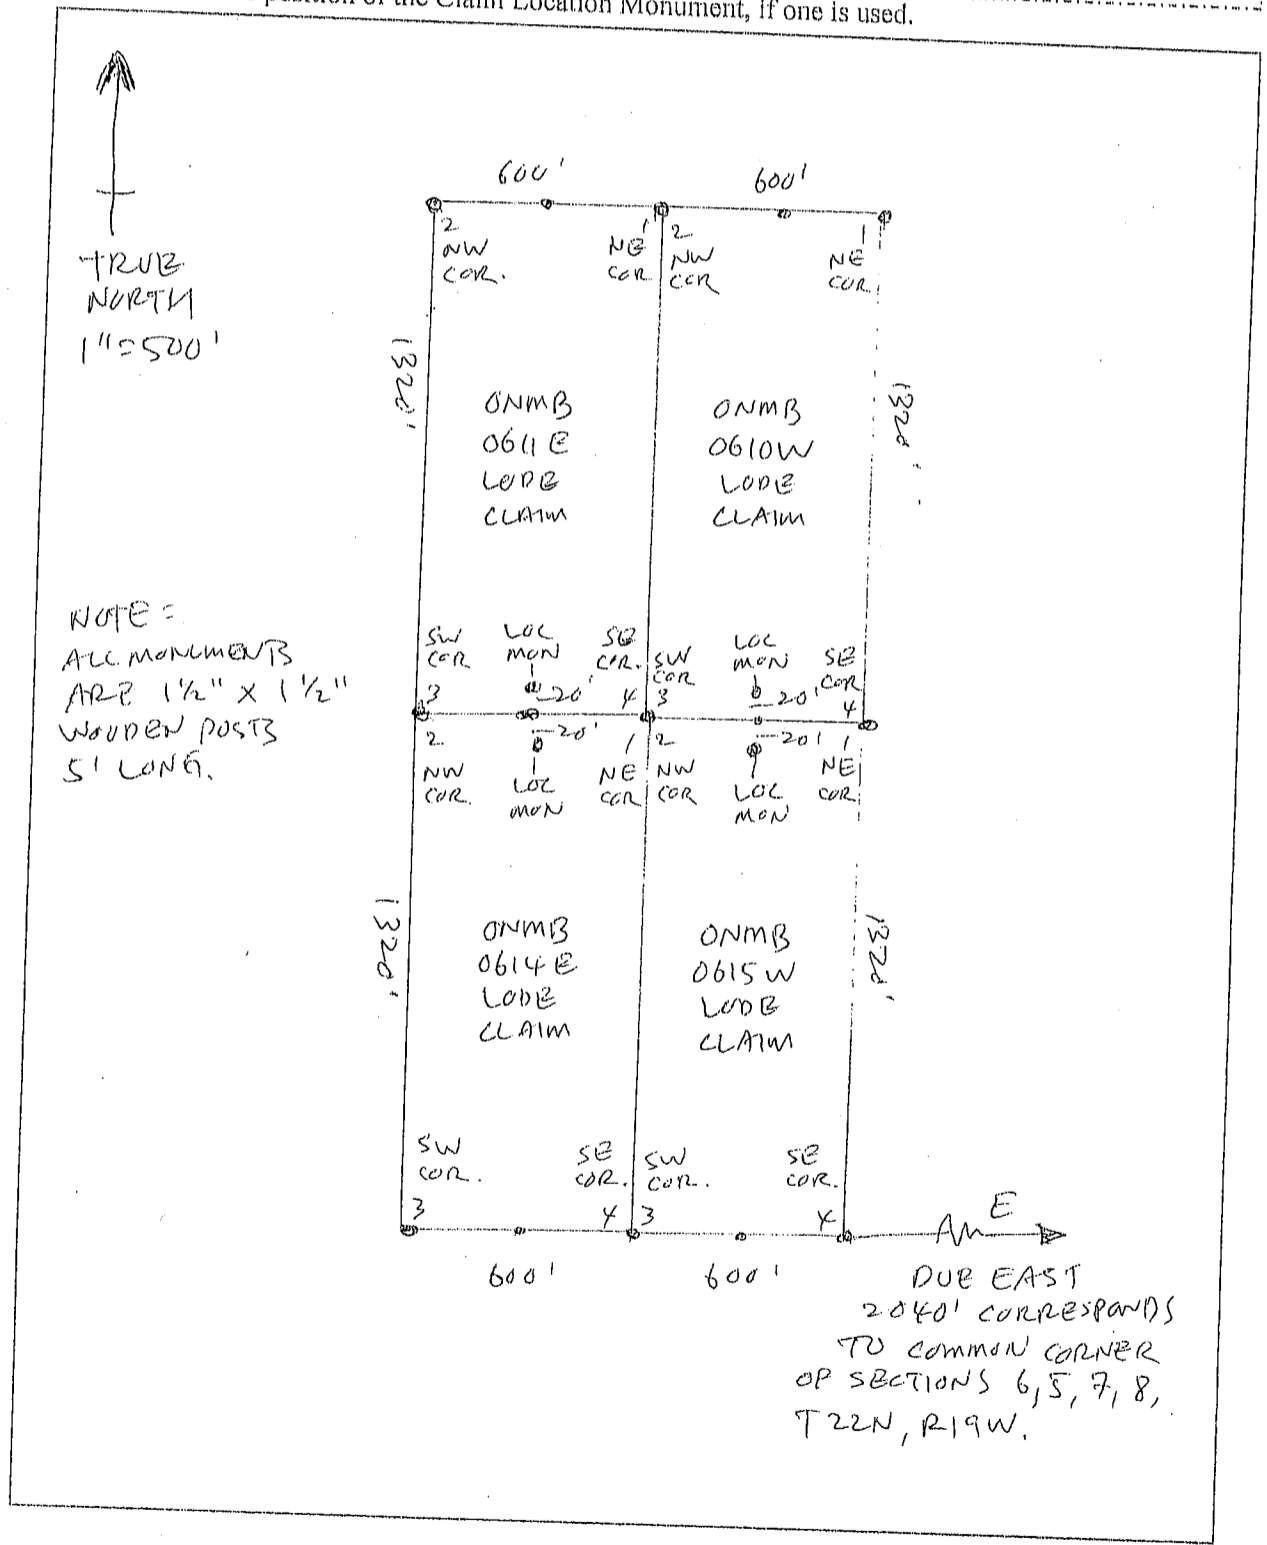 position of the Claim Location Monument, if one is used.
TRUE
NORTH
1"=500'
600'
600'
2
NW
COR.
1
NE
COR
2
NW
COR
1
NE
COR.
1320'
1320'
ONMB
0611E
LODE
CLAIM
ONMB
0610W
LODE
CLAIM
NOTE =
ALL MONUMENTS
ARE 1½" X 1½"
WOODEN POSTS
5' LONG.
SW
COR
3
LOC
MON
20'
SE
COR.
4
SW
COR
3
LOC
MON
20'
SE
COR
4
2
NW
COR.
20'
LOC
MON
1
NE
COR
2
NW
COR
20'
LOC
MON
1
NE
COR.
1320'
1320'
ONMB
0614E
LODE
CLAIM
ONMB
0615W
LODE
CLAIM
SW
COR.
3
SE
COR.
4
SW
COR.
3
SE
COR.
4
600'
600'
E
DUE EAST
2040' CORRESPONDS
TO COMMON CORNER
OF SECTIONS 6, 5, 7, 8,
T22N, R19W.